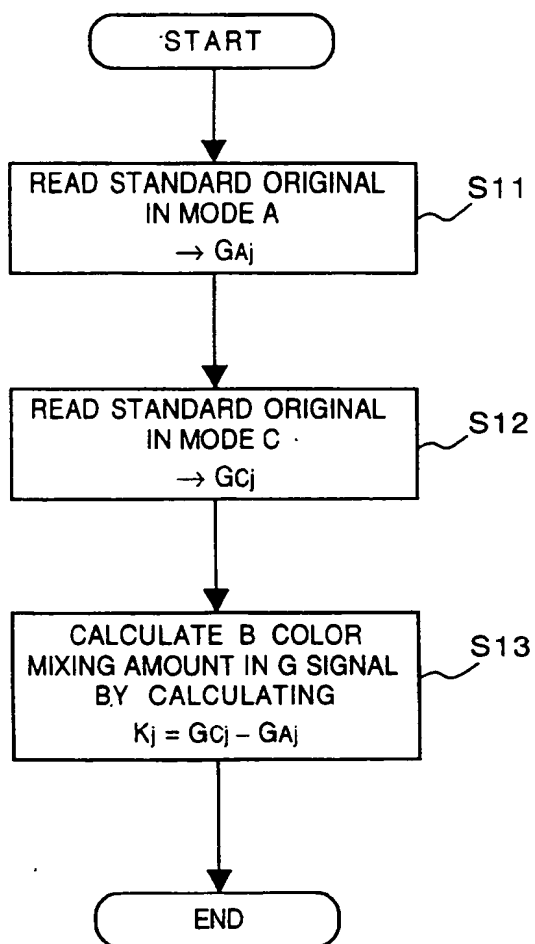 START
READ STANDARD ORIGINAL
IN MODE A
→ GAj
S11
READ STANDARD ORIGINAL
IN MODE C
→ GCj
S12
CALCULATE B COLOR
MIXING AMOUNT IN G SIGNAL
BY CALCULATING
Kj = GCj – GAj
S13
END